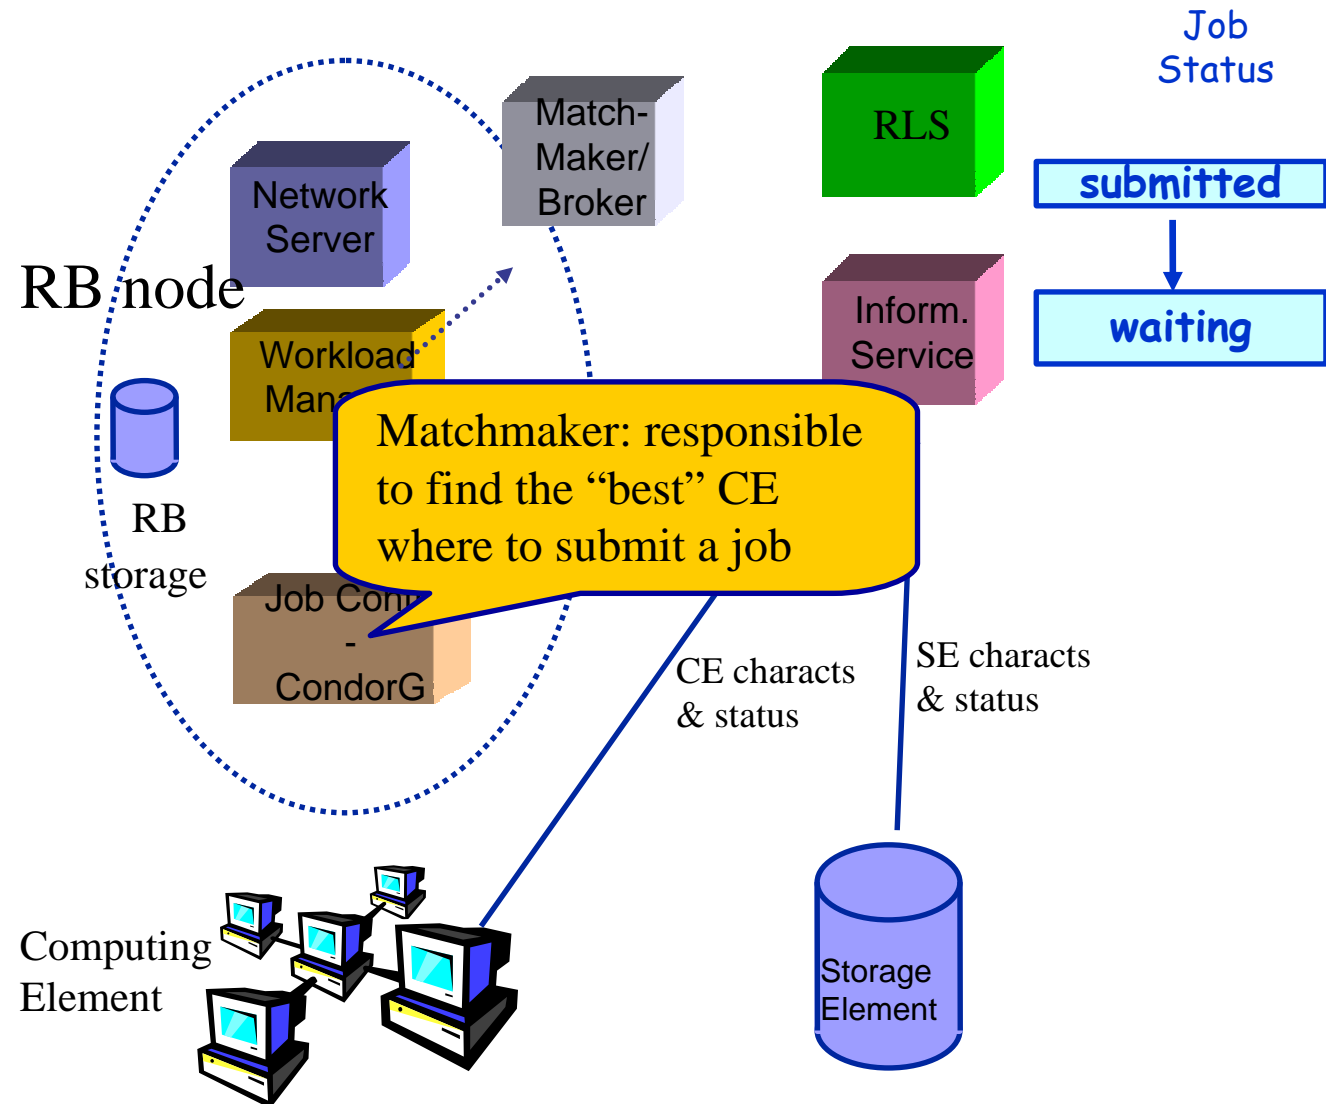 Job
Status
Match-
Maker/
Broker
RLS
submitted
Network
Server
RB node
Inform.
Service
waiting
Workload
Matchmaker: responsible
to find the “best” CE
where to submit a job
RB
storage
Job
-
CondorG
CE characts
& status
SE characts
& status
Computing
Element
Storage
Element